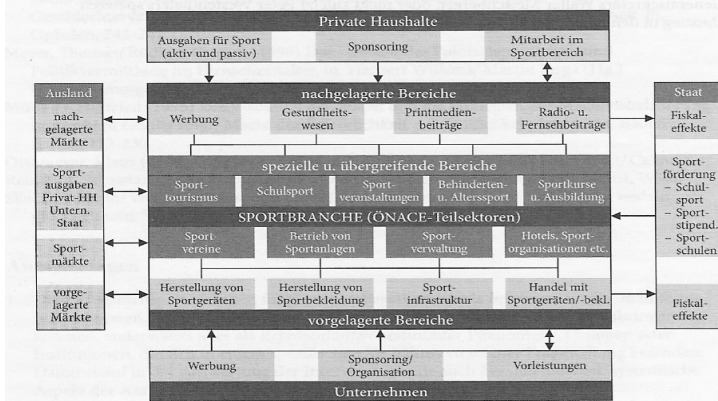 Private Haushalte
Ausgaben für Sport
(aktiv und passiv)
Sponsoring
Mitarbeit im
Sportbereich
Ausland
nach-
gelagerte
Märkte
Sport
ausgaben
Privat-HH
Untern.
Staat
Sport
märkte
vorge-
lagerte
Märkte
nachgelagerte Bereiche
Werbung
Gesundheits-
wesen
Printmedien-
beiträge
Radio- u.
Fernsehbeiträge
spezielle u. übergreifende Bereiche
Sport-
tourismus
Schulsport
Sport-
veranstaltungen
Behinderten-
u. Alterssport
Sportkurse
u. Ausbildung
SPORTBRANCHE (ÖNACE-Teilsektoren)
Sport-
vereine
Betrieb von
Sportanlagen
Sport-
verwaltung
Hotels, Sport-
organisationen etc.
Herstellung von
Sportgeräten
Herstellung von
Sportbekleidung
Sport-
infrastruktur
Handel mit
Sportgeräten/-bekl.
vorgelagerte Bereiche
Staat
Fiskal-
effekte
Sport-
förderung
– Schul-
sport
– Sport-
stipend.
– Sport-
schulen
Fiskal-
effekte
Werbung
Sponsoring/
Organisation
Vorleistungen
Unternehmen